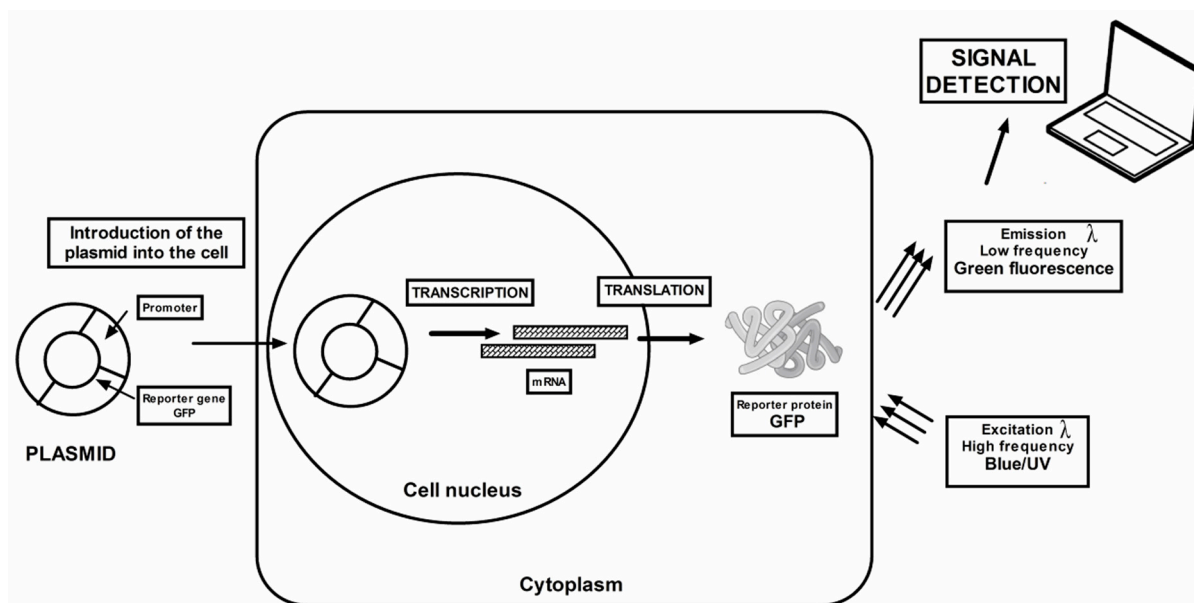 SIGNAL
DETECTION
Introduction of the
plasmid into the cell
Promoter
Reporter gene
GFP
PLASMID
TRANSCRIPTION
mRNA
TRANSLATION
Reporter protein
GFP
Cell nucleus
Cytoplasm
Emission λ
Low frequency
Green fluorescence
Excitation λ
High frequency
Blue/UV